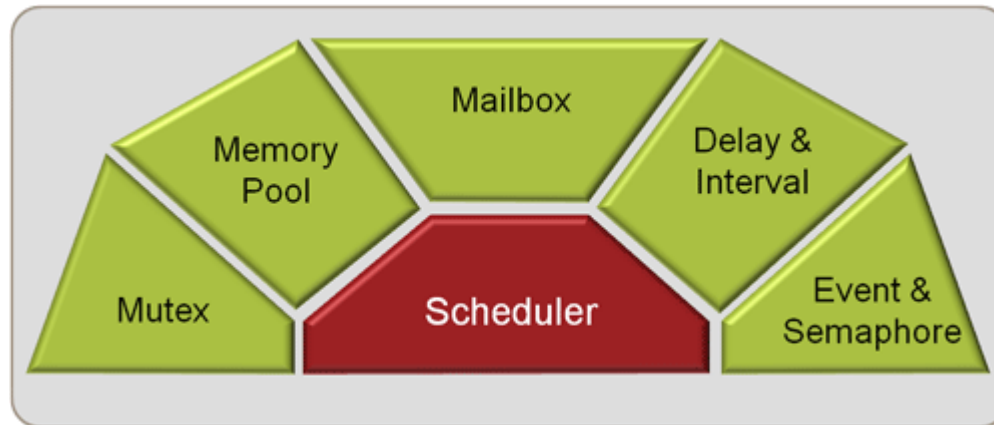 Mailbox
Memory
Pool
Delay &
Interval
Mutex
Scheduler
Event &
Semaphore